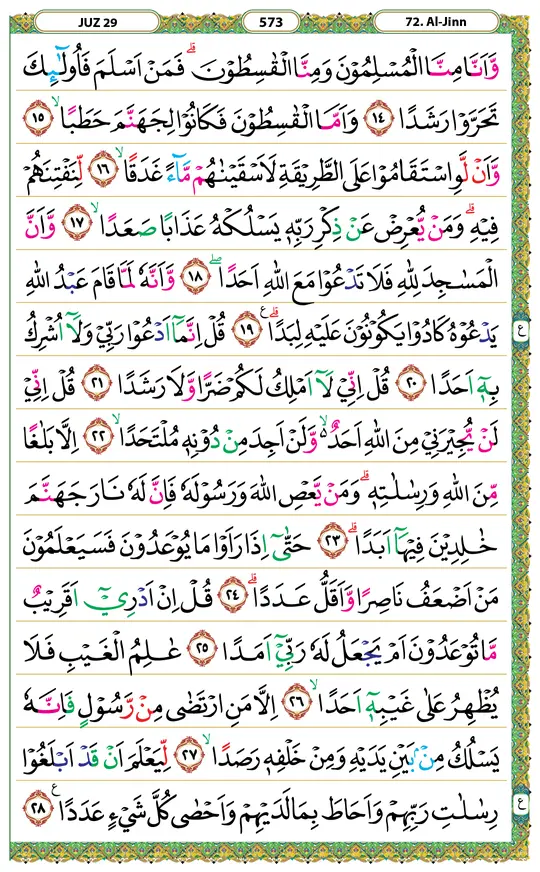 JUZ 29 573 72. Al-Jinn
وَّاَنَّا مِنَّا الْمُسْلِمُوْنَ وَمِنَّا الْقٰسِطُوْنَۗ فَمَنْ اَسْلَمَ فَاُولٰۤىِٕكَ
تَحَرَّوْا رَشَدًا ١٤ وَاَمَّا الْقٰسِطُوْنَ فَكَانُوْا لِجَهَنَّمَ حَطَبًاۙ ١٥
وَّاَنْ لَّوِ اسْتَقَامُوْا عَلَى الطَّرِيْقَةِ لَاَسْقَيْنٰهُمْ مَّاۤءً غَدَقًاۙ ١٦ لِّنَفْتِنَهُمْ
فِيْهِۗ وَمَنْ يُّعْرِضْ عَنْ ذِكْرِ رَبِّهٖ يَسْلُكْهُ عَذَابًا صَعَدًاۙ ١٧ وَّاَنَّ
الْمَسٰجِدَ لِلّٰهِ فَلَا تَدْعُوْا مَعَ اللّٰهِ اَحَدًاۖ ١٨ وَّاَنَّهٗ لَمَّا قَامَ عَبْدُ اللّٰهِ
يَدْعُوْهُ كَادُوْا يَكُوْنُوْنَ عَلَيْهِ لِبَدًاۗ ࣖ ١٩ قُلْ اِنَّمَآ اَدْعُوْا رَبِّيْ وَلَآ اُشْرِكُ
بِهٖٓ اَحَدًا ٢٠ قُلْ اِنِّيْ لَآ اَمْلِكُ لَكُمْ ضَرًّا وَّلَا رَشَدًا ٢١ قُلْ اِنِّيْ
لَنْ يُّجِيْرَنِيْ مِنَ اللّٰهِ اَحَدٌ ەۙ وَّلَنْ اَجِدَ مِنْ دُوْنِهٖ مُلْتَحَدًاۙ ٢٢ اِلَّا بَلٰغًا
مِّنَ اللّٰهِ وَرِسٰلٰتِهٖۗ وَمَنْ يَّعْصِ اللّٰهَ وَرَسُوْلَهٗ فَاِنَّ لَهٗ نَارَ جَهَنَّمَ
خٰلِدِيْنَ فِيْهَآ اَبَدًاۗ ٢٣ حَتّٰىٓ اِذَا رَاَوْا مَا يُوْعَدُوْنَ فَسَيَعْلَمُوْنَ
مَنْ اَضْعَفُ نَاصِرًا وَّاَقَلُّ عَدَدًاۗ ٢٤ قُلْ اِنْ اَدْرِيْٓ اَقَرِيْبٌ
مَّا تُوْعَدُوْنَ اَمْ يَجْعَلُ لَهٗ رَبِّيْٓ اَمَدًا ٢٥ عٰلِمُ الْغَيْبِ فَلَا
يُظْهِرُ عَلٰى غَيْبِهٖٓ اَحَدًاۙ ٢٦ اِلَّا مَنِ ارْتَضٰى مِنْ رَّسُوْلٍ فَاِنَّهٗ
يَسْلُكُ مِنْۢ بَيْنِ يَدَيْهِ وَمِنْ خَلْفِهٖ رَصَدًاۙ ٢٧ لِّيَعْلَمَ اَنْ قَدْ اَبْلَغُوْا
رِسٰلٰتِ رَبِّهِمْ وَاَحَاطَ بِمَا لَدَيْهِمْ وَاَحْصٰى كُلَّ شَيْءٍ عَدَدًا ࣖ ٢٨
ع
ع